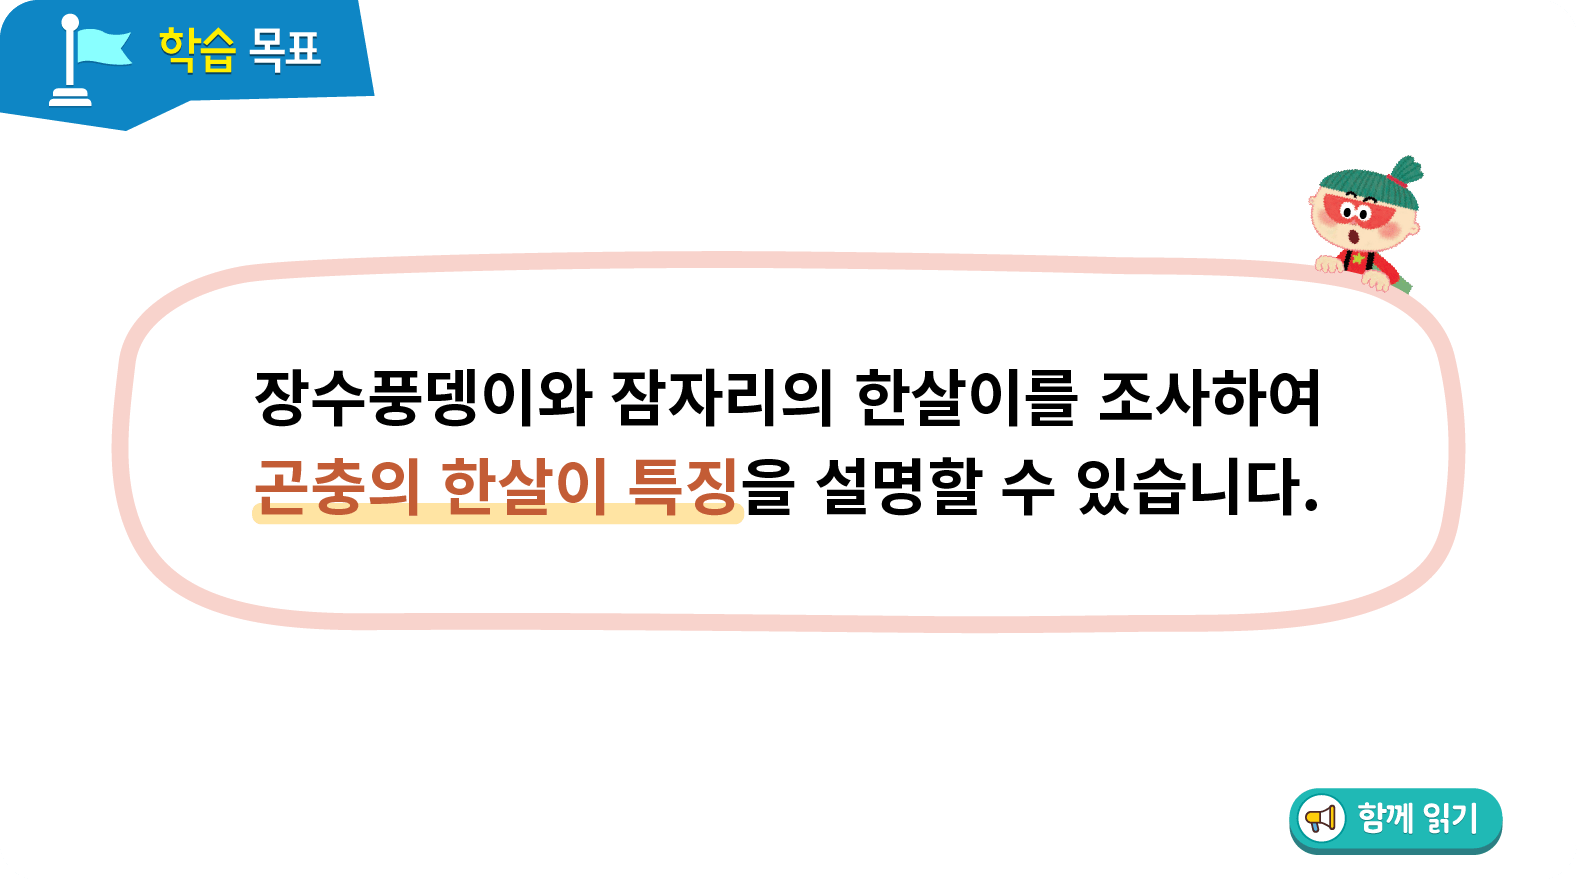 학습 목표
장수풍뎅이와 잠자리의 한살이를 조사하여
곤충의 한살이 특징을 설명할 수 있습니다.
함께 읽기